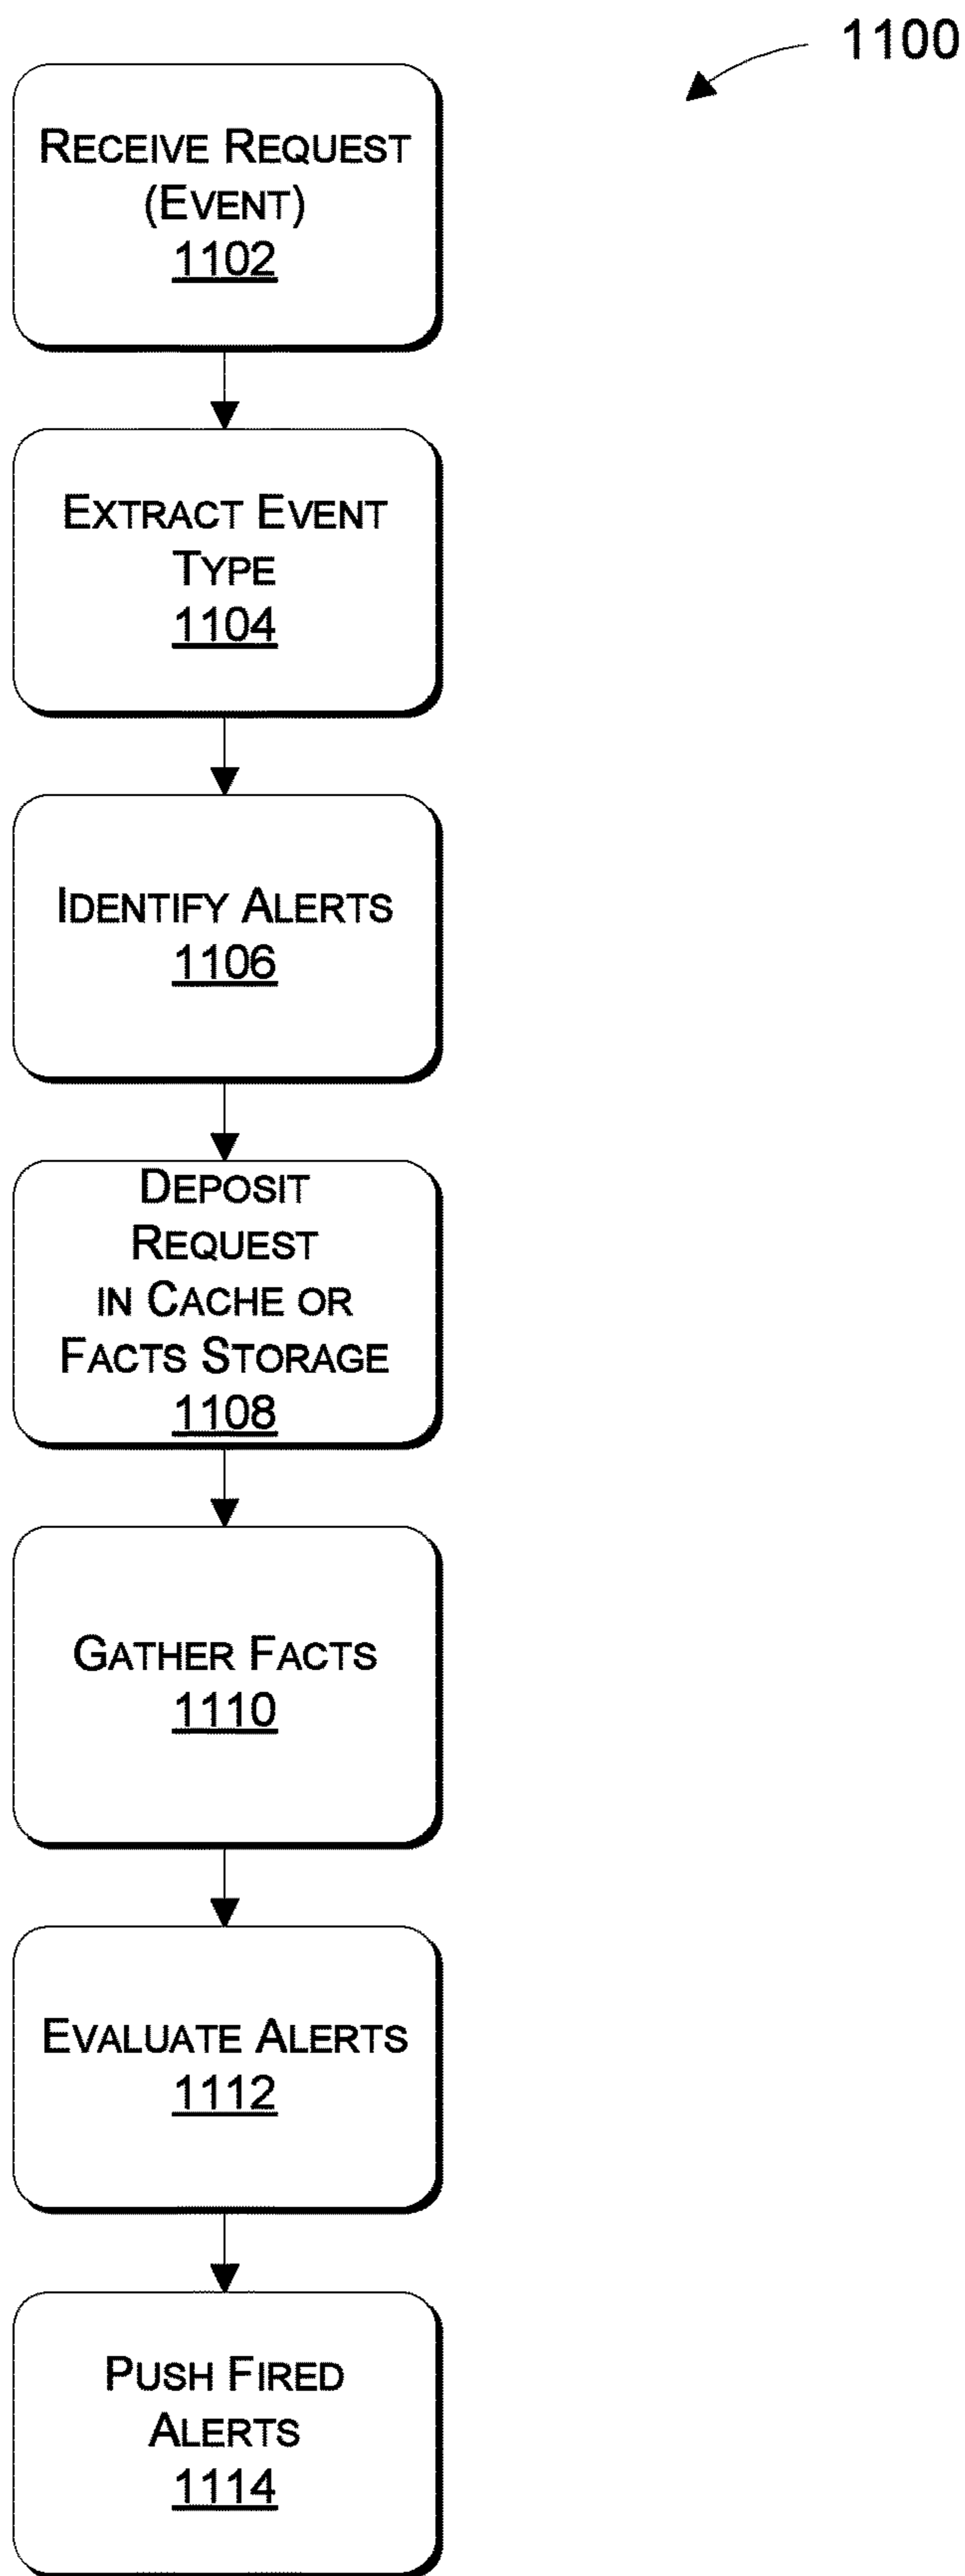 1100
RECEIVE REQUEST
(EVENT)
1102
EXTRACT EVENT
TYPE
1104
IDENTIFY ALERTS
1106
DEPOSIT
REQUEST
IN CACHE OR
FACTS STORAGE
1108
GATHER FACTS
1110
EVALUATE ALERTS
1112
PUSH FIRED
ALERTS
1114